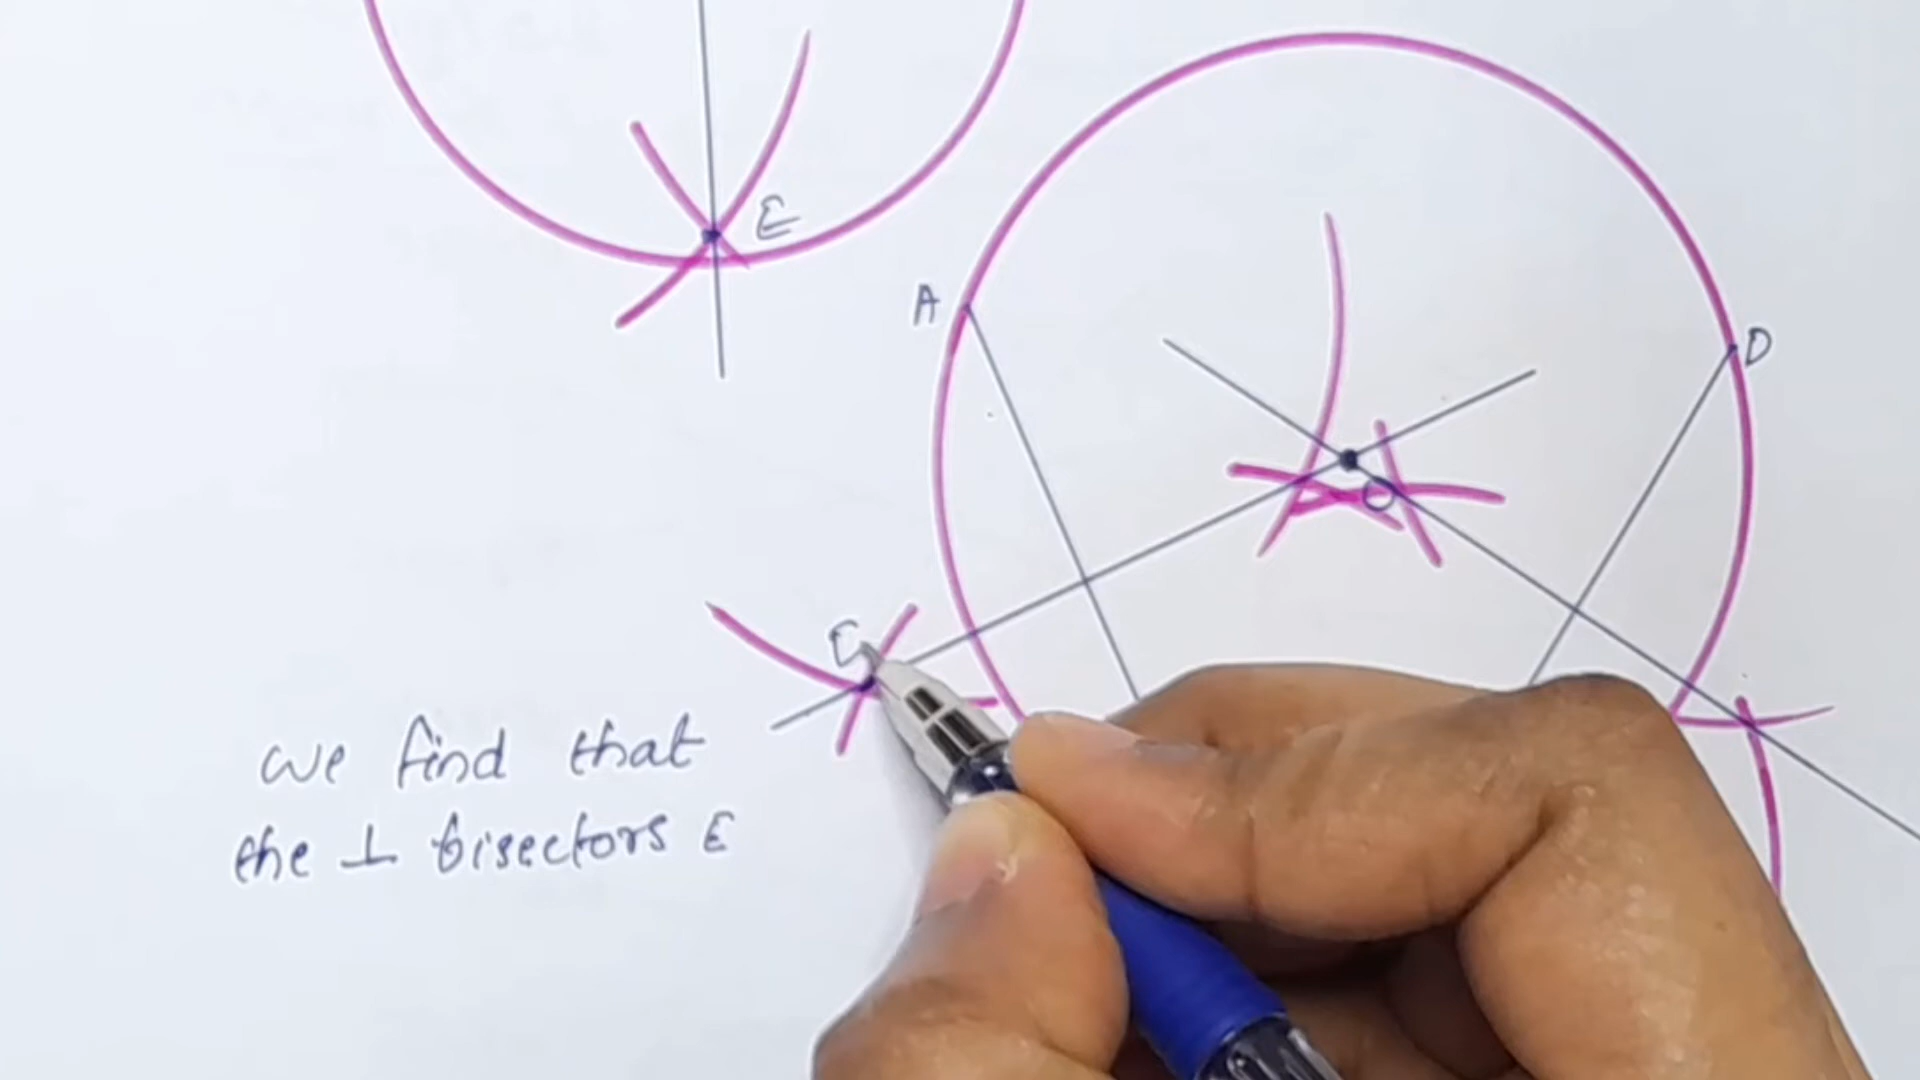 E
A
D
O
E
we find that
the ⊥ bisectors E